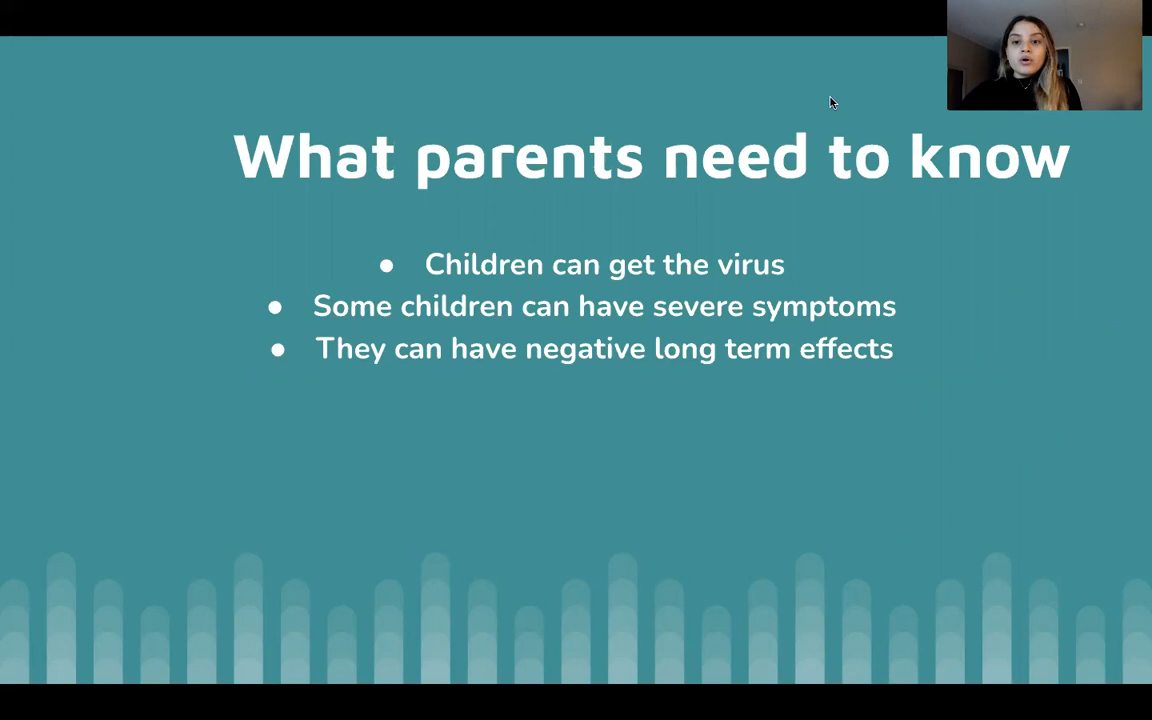 What parents need to know
● Children can get the virus
● Some children can have severe symptoms
● They can have negative long term effects